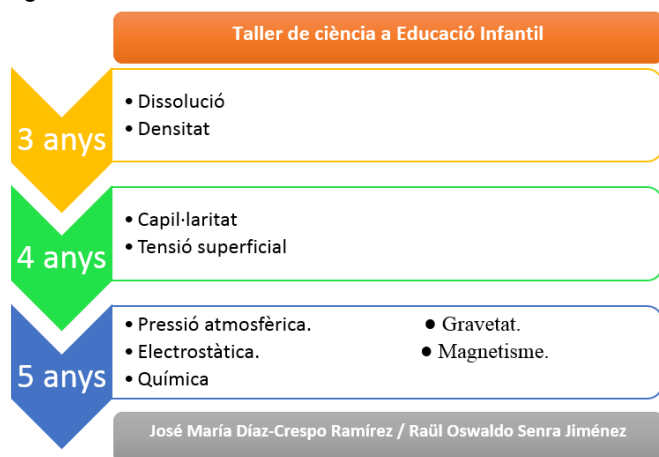 Taller de ciència a Educació Infantil
3 anys
• Dissolució
• Densitat
4 anys
• Capil·laritat
• Tensió superficial
5 anys
• Pressió atmosfèrica. ● Gravetat.
• Electrostàtica. ● Magnetisme.
• Química
José María Díaz-Crespo Ramírez / Raül Oswaldo Senra Jiménez